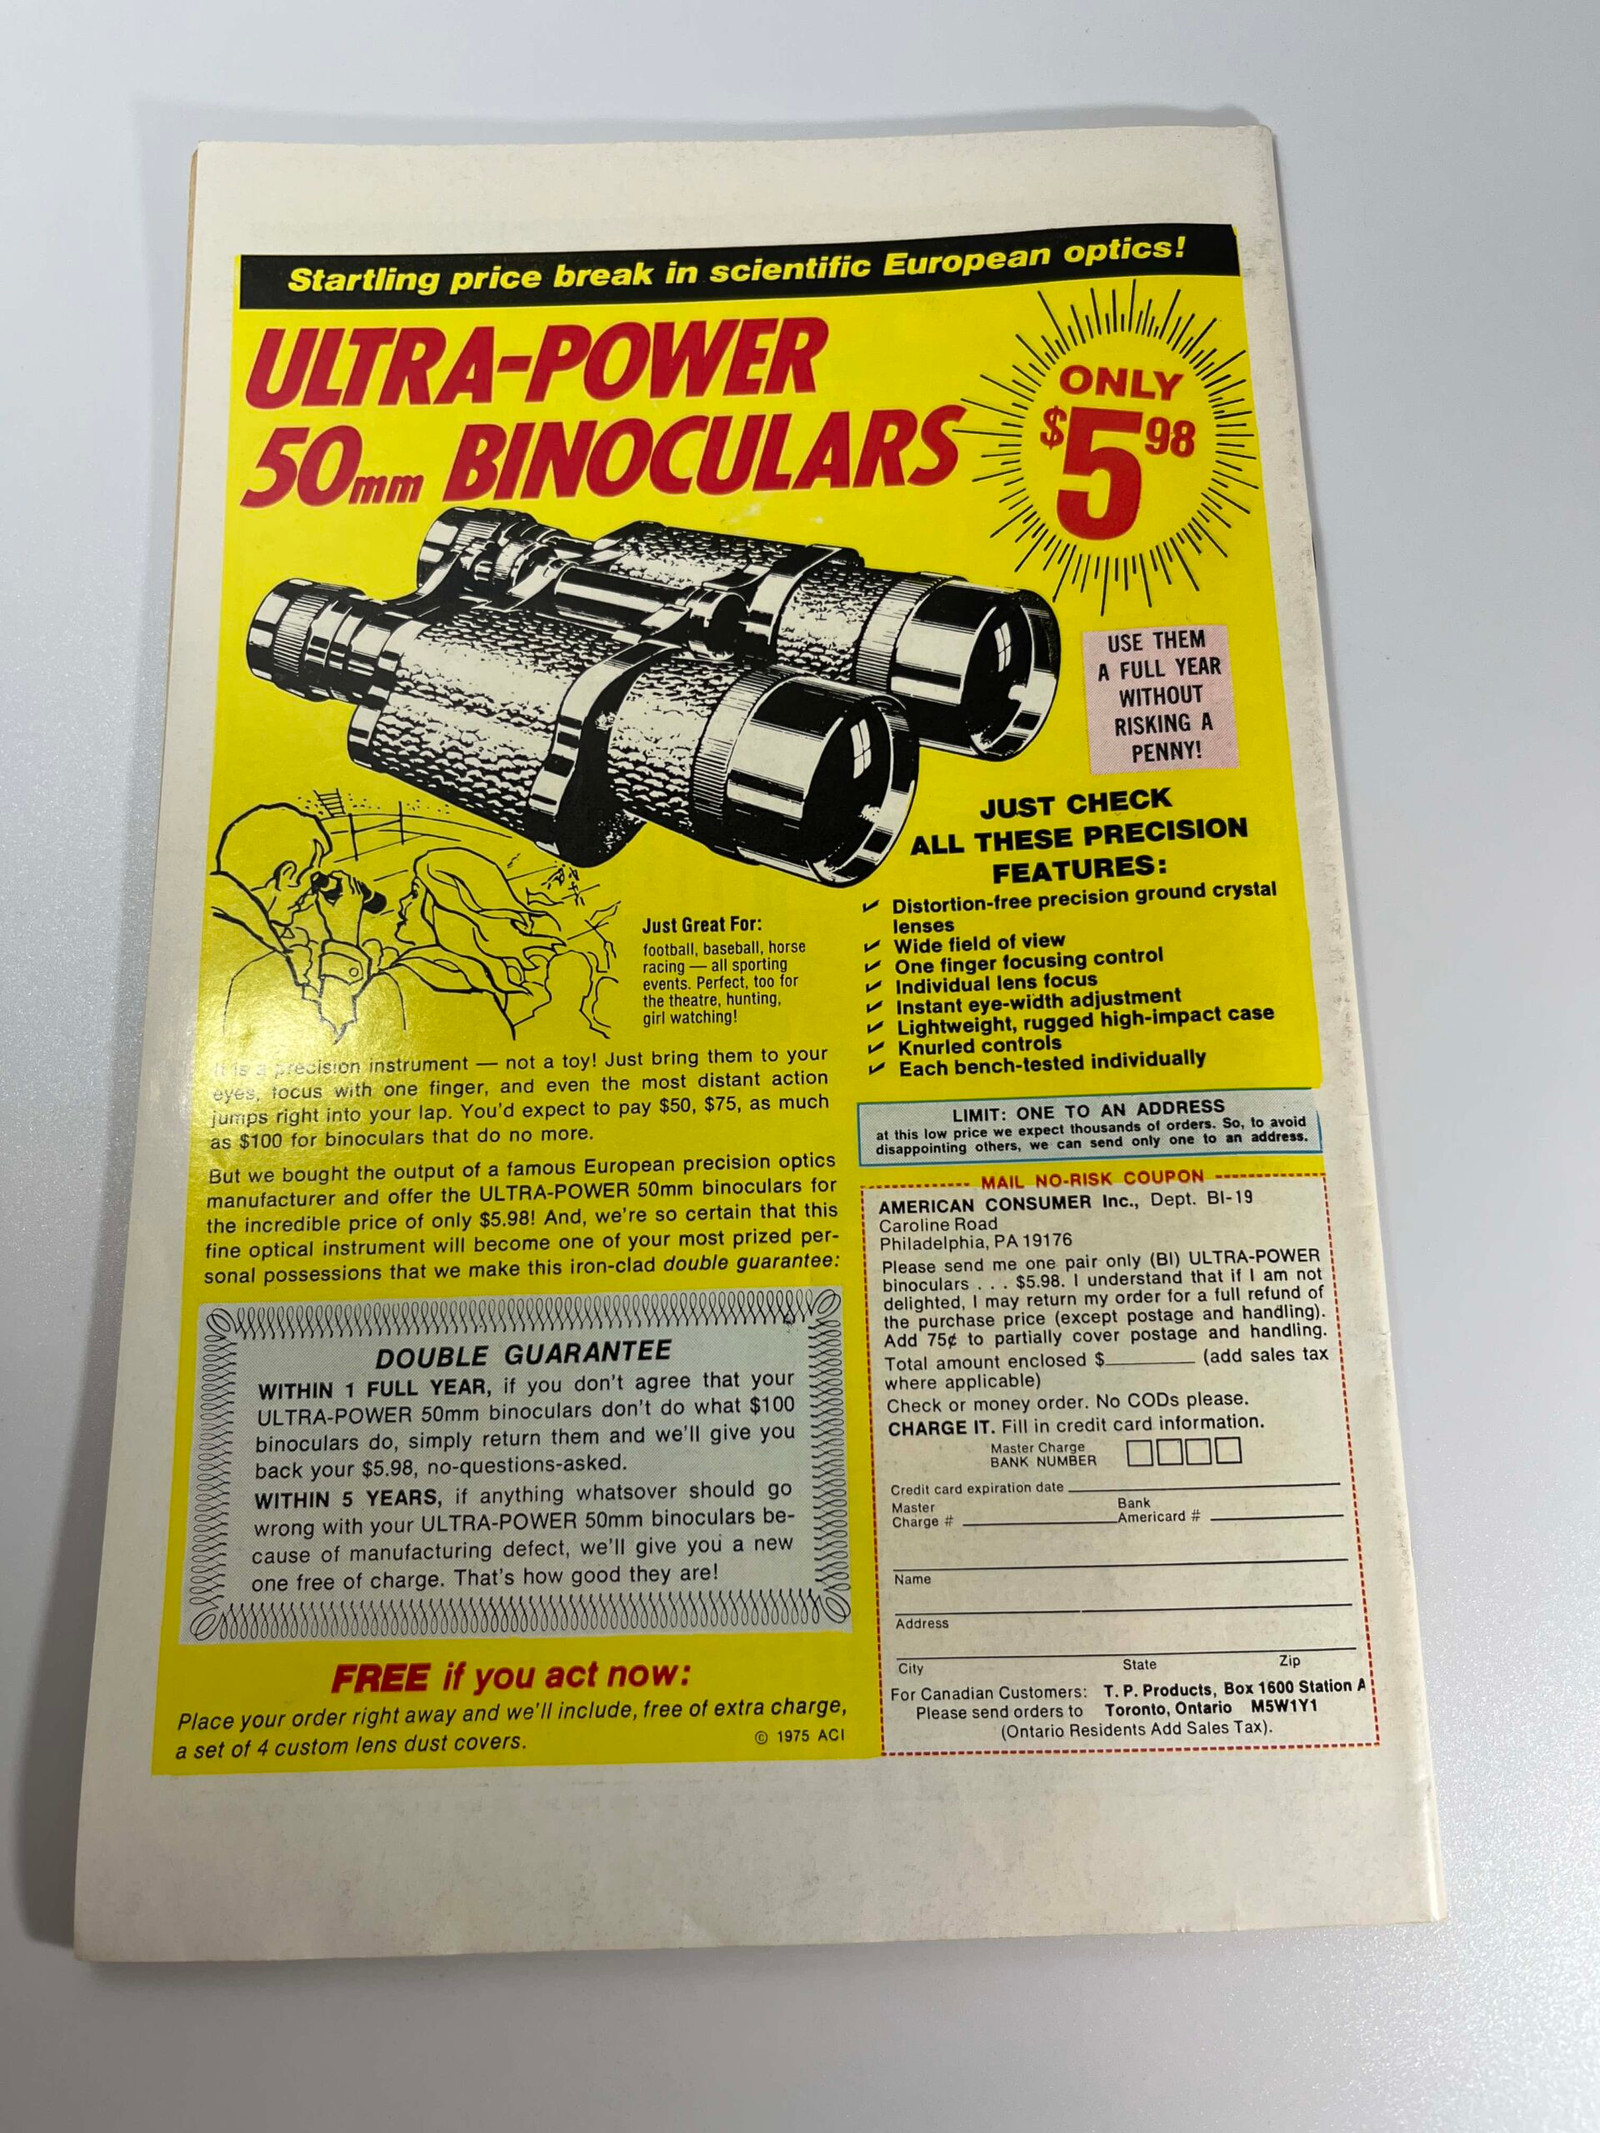 Startling price break in scientific European optics!
ULTRA-POWER
50mm BINOCULARS
ONLY
$5 98
USE THEM
A FULL YEAR
WITHOUT
RISKING A
PENNY!
JUST CHECK
ALL THESE PRECISION
FEATURES:
✔ Distortion-free precision ground crystal
lenses
✔ Wide field of view
✔ One finger focusing control
✔ Individual lens focus
✔ Instant eye-width adjustment
✔ Lightweight, rugged high-impact case
✔ Knurled controls
✔ Each bench-tested individually
Just Great For:
football, baseball, horse
racing — all sporting
events. Perfect, too for
the theatre, hunting,
girl watching!
It is a precision instrument — not a toy! Just bring them to your
eyes, focus with one finger, and even the most distant action
jumps right into your lap. You'd expect to pay $50, $75, as much
as $100 for binoculars that do no more.
But we bought the output of a famous European precision optics
manufacturer and offer the ULTRA-POWER 50mm binoculars for
the incredible price of only $5.98! And, we're so certain that this
fine optical instrument will become one of your most prized per-
sonal possessions that we make this iron-clad double guarantee:
DOUBLE GUARANTEE
WITHIN 1 FULL YEAR, if you don't agree that your
ULTRA-POWER 50mm binoculars don't do what $100
binoculars do, simply return them and we'll give you
back your $5.98, no-questions-asked.
WITHIN 5 YEARS, if anything whatsover should go
wrong with your ULTRA-POWER 50mm binoculars be-
cause of manufacturing defect, we'll give you a new
one free of charge. That's how good they are!
FREE if you act now:
Place your order right away and we'll include, free of extra charge,
a set of 4 custom lens dust covers.
© 1975 ACI
LIMIT: ONE TO AN ADDRESS
at this low price we expect thousands of orders. So, to avoid
disappointing others, we can send only one to an address.
MAIL NO-RISK COUPON
AMERICAN CONSUMER Inc., Dept. BI-19
Caroline Road
Philadelphia, PA 19176
Please send me one pair only (BI) ULTRA-POWER
binoculars . . . $5.98. I understand that if I am not
delighted, I may return my order for a full refund of
the purchase price (except postage and handling).
Add 75¢ to partially cover postage and handling.
Total amount enclosed $________ (add sales tax
where applicable)
Check or money order. No CODs please.
CHARGE IT. Fill in credit card information.
Master Charge
BANK NUMBER
Credit card expiration date
Master Charge #
Bank Americard #
Name
Address
City State Zip
For Canadian Customers: T. P. Products, Box 1600 Station A
Please send orders to Toronto, Ontario M5W1Y1
(Ontario Residents Add Sales Tax).